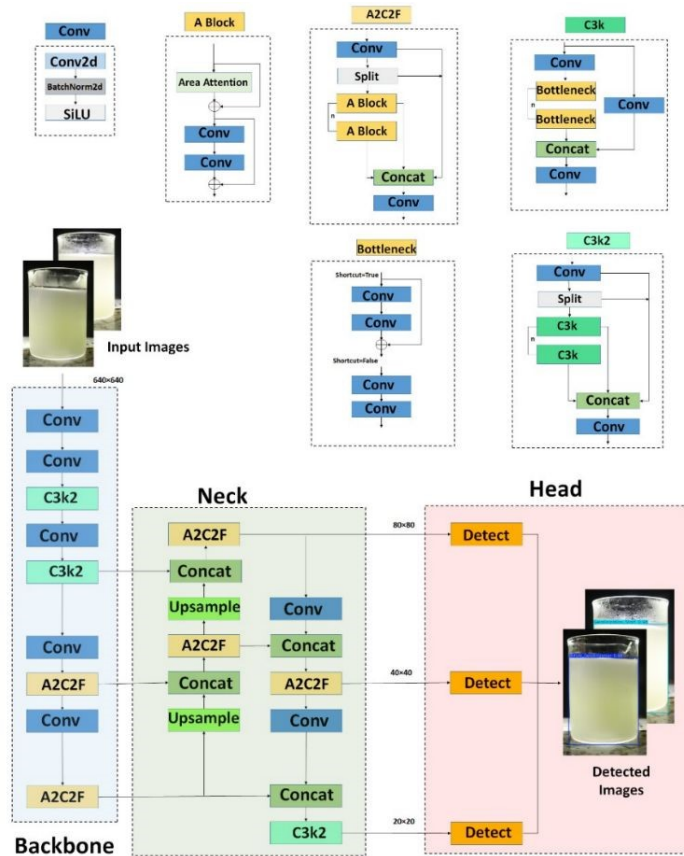 Conv
Conv2d
BatchNorm2d
SiLU
A Block
Area Attention
Conv
Conv
A2C2F
Conv
Split
A Block
n
A Block
Concat
Conv
C3k
Conv
Bottleneck
n
Bottleneck
Conv
Concat
Conv
Bottleneck
Shortcut=True
Conv
Conv
Shortcut=False
Conv
Conv
C3k2
Conv
Split
C3k
n
C3k
Concat
Conv
Input Images
640×640
Conv
Conv
C3k2
Conv
C3k2
Conv
A2C2F
Conv
A2C2F
Backbone
Neck
A2C2F
Concat
Upsample
A2C2F
Concat
Upsample
Conv
Concat
A2C2F
Conv
Concat
C3k2
80×80
40×40
20×20
Head
Detect
Detect
Detect
Detected
Images